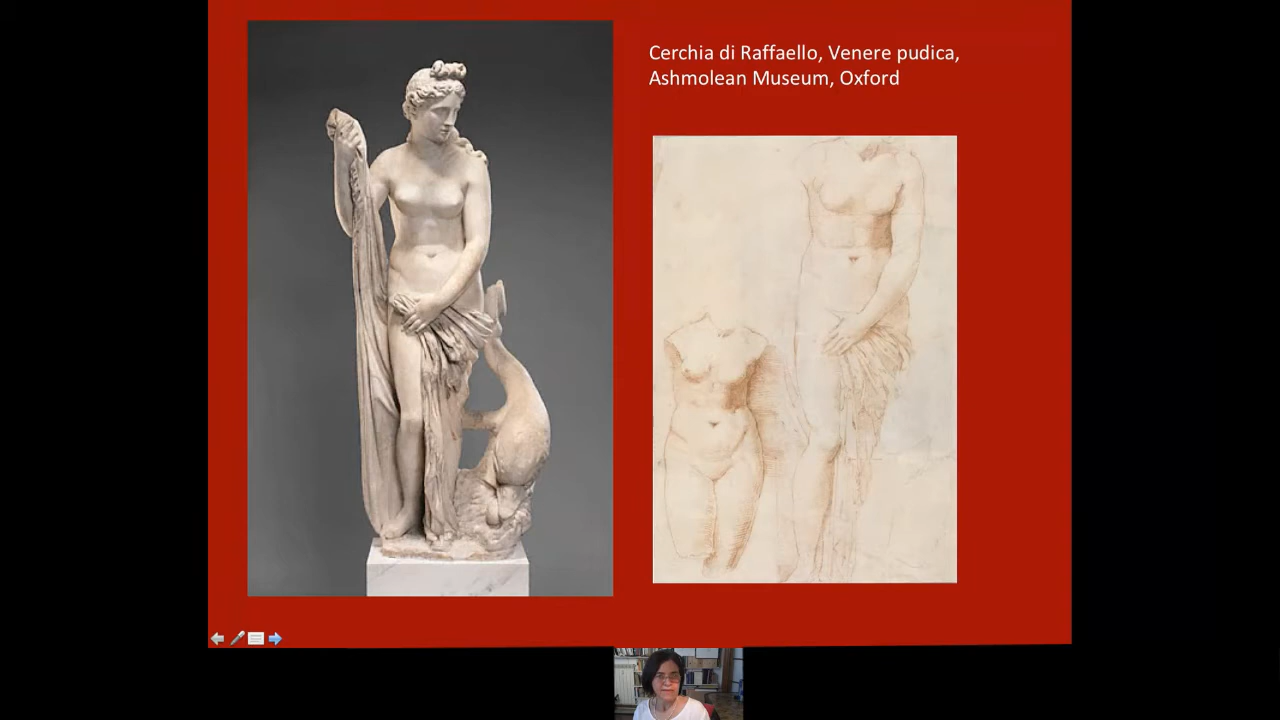 Cerchia di Raffaello, Venere pudica,
Ashmolean Museum, Oxford